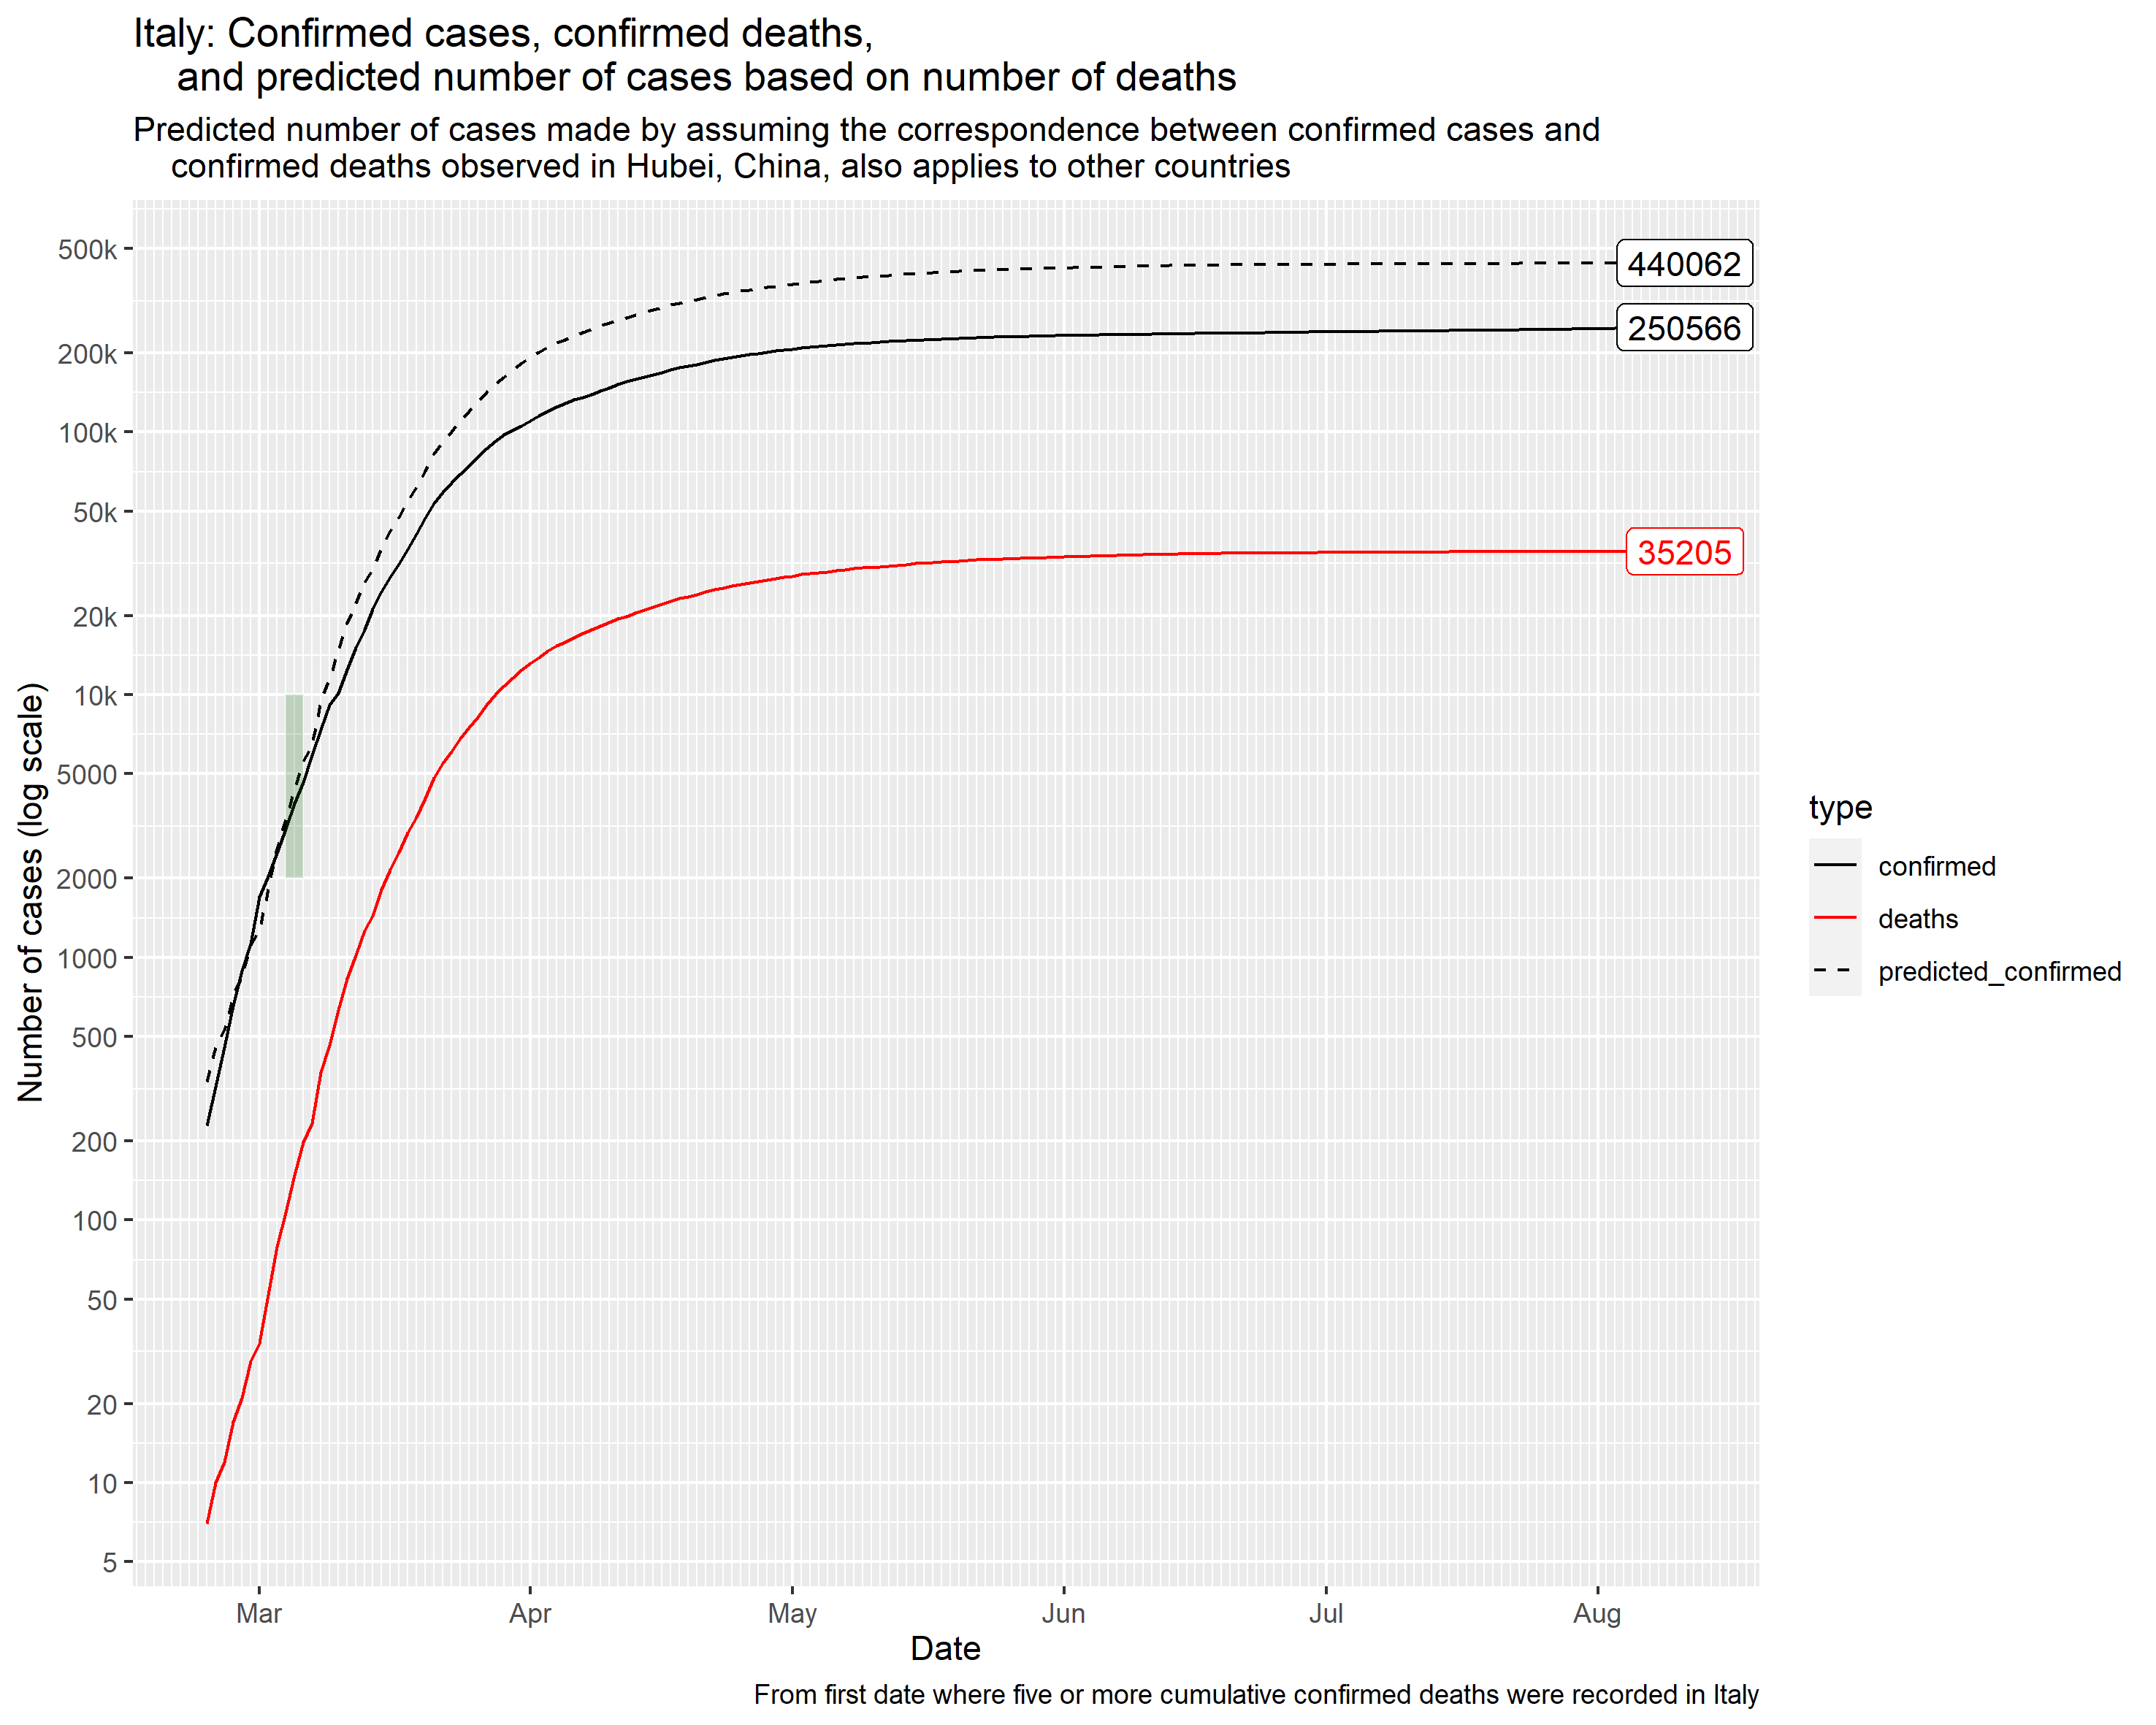 Italy: Confirmed cases, confirmed deaths,
and predicted number of cases based on number of deaths
Predicted number of cases made by assuming the correspondence between confirmed cases and
confirmed deaths observed in Hubei, China, also applies to other countries
Number of cases (log scale)
500k
200k
100k
50k
20k
10k
5000
2000
1000
500
200
100
50
20
10
5
440062
250566
35205
Mar Apr May Jun Jul Aug
Date
type
confirmed
deaths
predicted_confirmed
From first date where five or more cumulative confirmed deaths were recorded in Italy